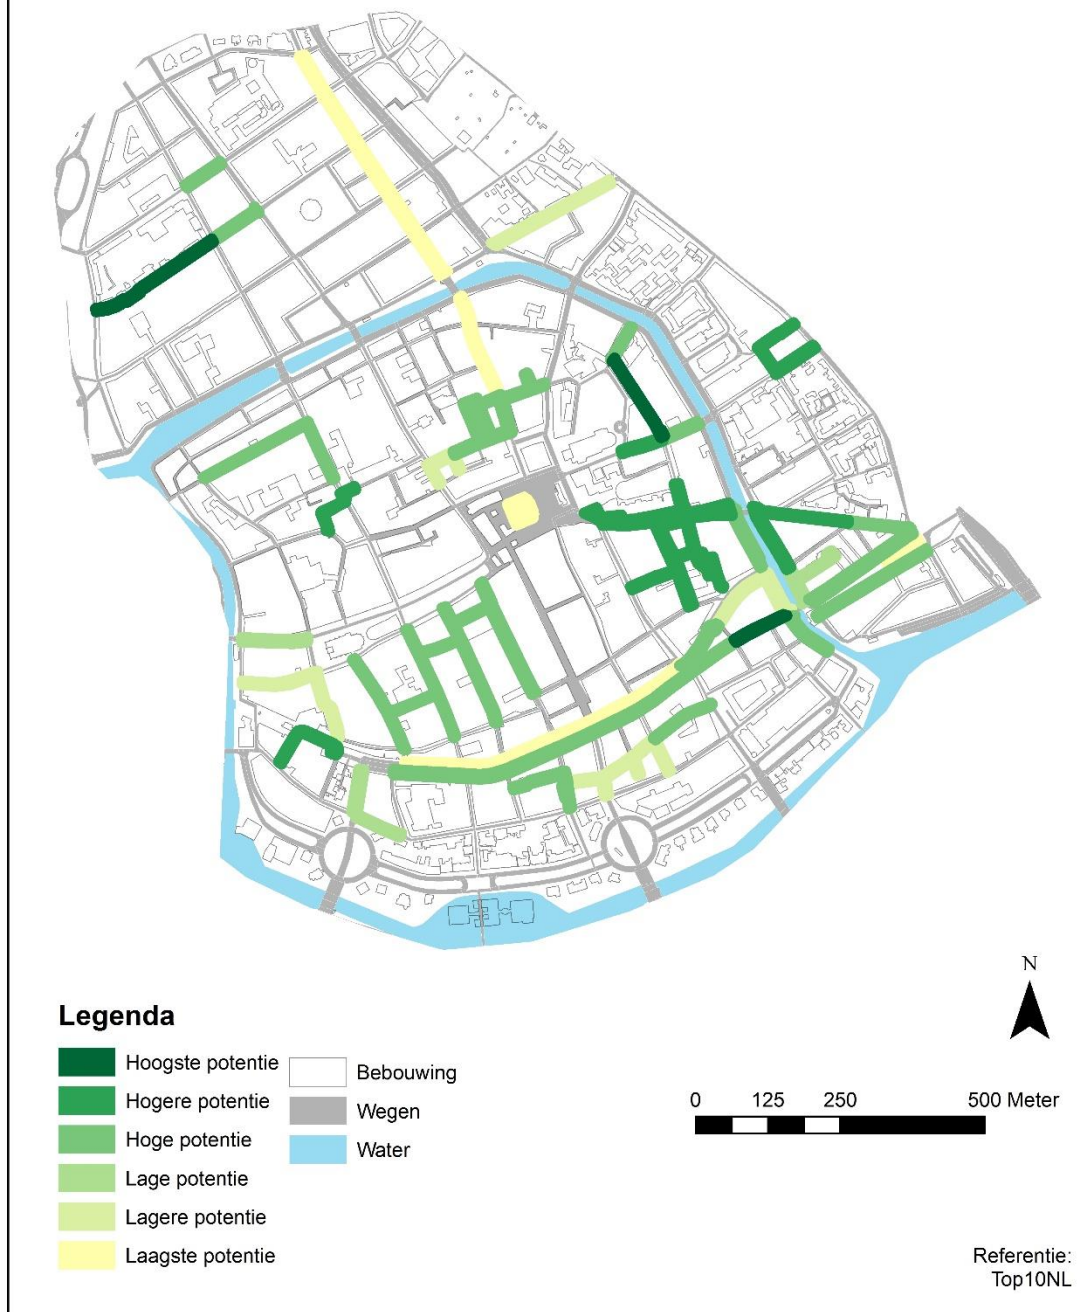 N
Legenda
Hoogste potentie
Hogere potentie
Hoge potentie
Lage potentie
Lagere potentie
Laagste potentie
Bebouwing
Wegen
Water
0 125 250 500 Meter
Referentie:
Top10NL